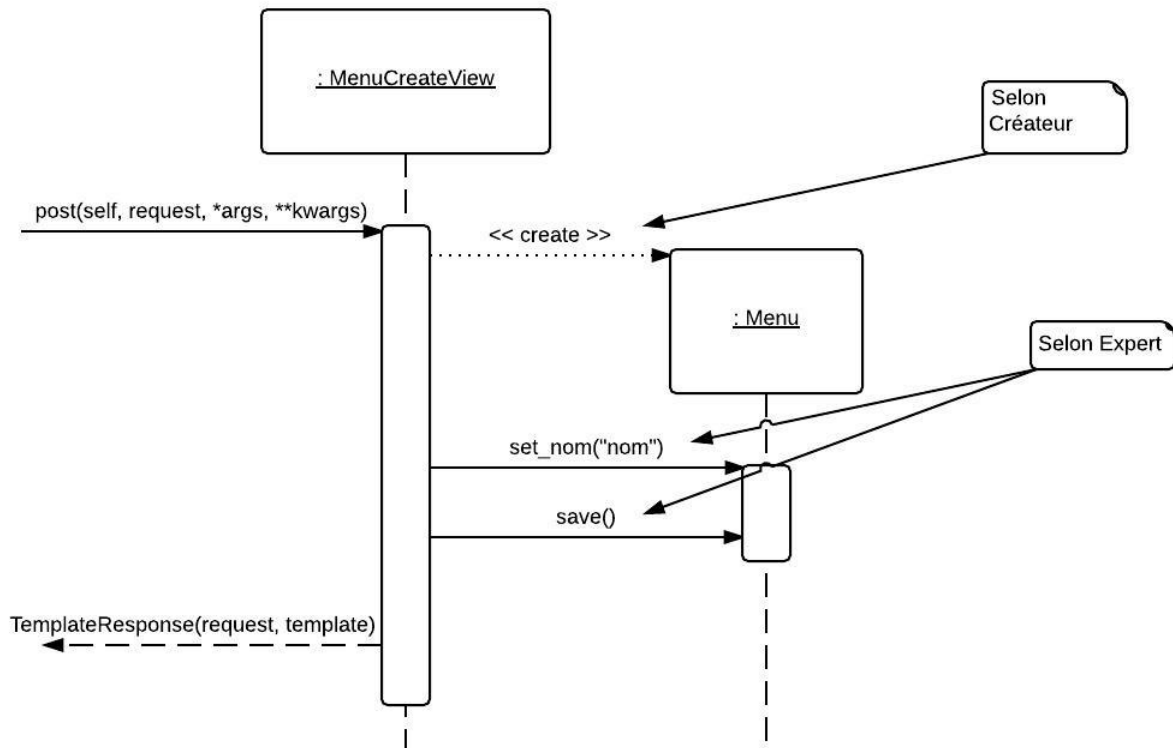 : MenuCreateView
Selon
Créateur
post(self, request, *args, **kwargs)
<< create >>
: Menu
Selon Expert
set_nom("nom")
save()
TemplateResponse(request, template)